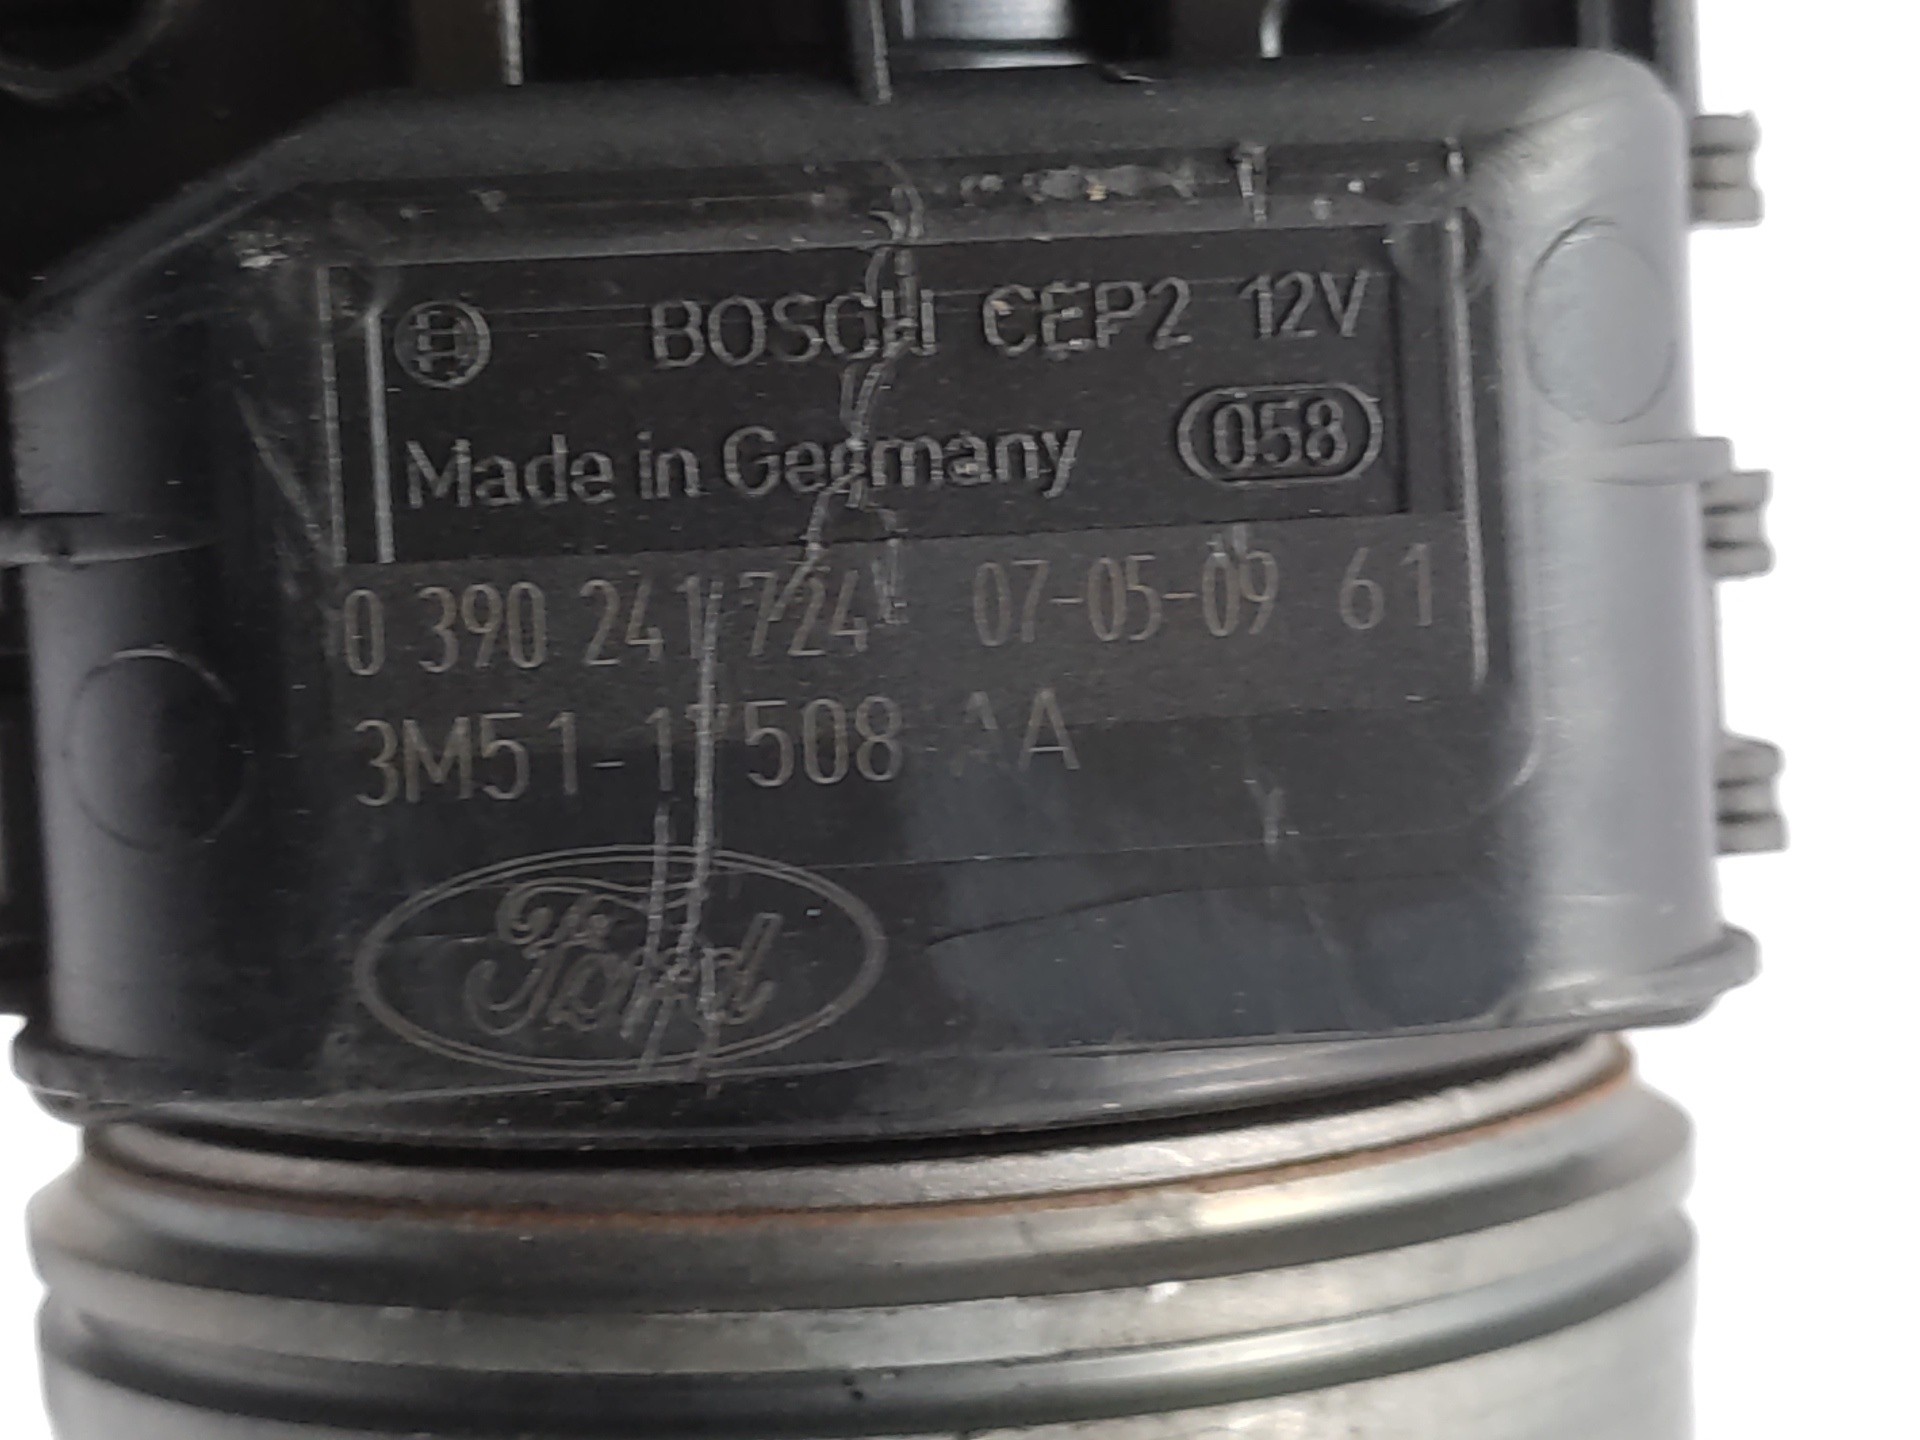 BOSCH CEP2 12V
Made in Germany 058
0 390 241 724 07-05-09 61
3M51-17508 AA
Ford